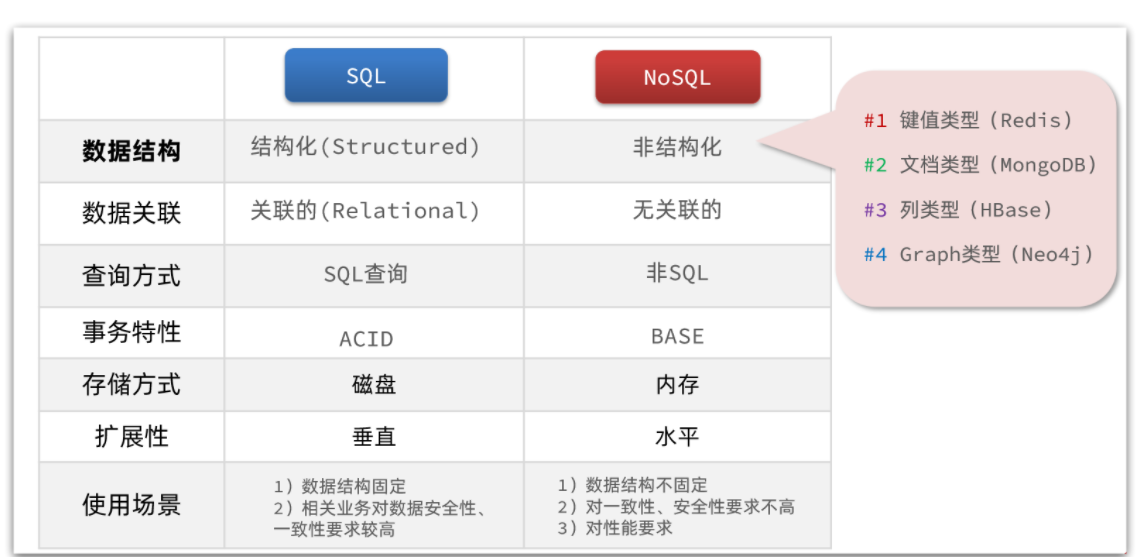 SQL
NoSQL
数据结构
结构化(Structured)
非结构化
数据关联
关联的(Relational)
无关联的
查询方式
SQL查询
非SQL
事务特性
ACID
BASE
存储方式
磁盘
内存
扩展性
垂直
水平
使用场景
1）数据结构固定
2）相关业务对数据安全性、
一致性要求较高
1）数据结构不固定
2）对一致性、安全性要求不高
3）对性能要求
#1 键值类型（Redis）
#2 文档类型（MongoDB）
#3 列类型（HBase）
#4 Graph类型（Neo4j）